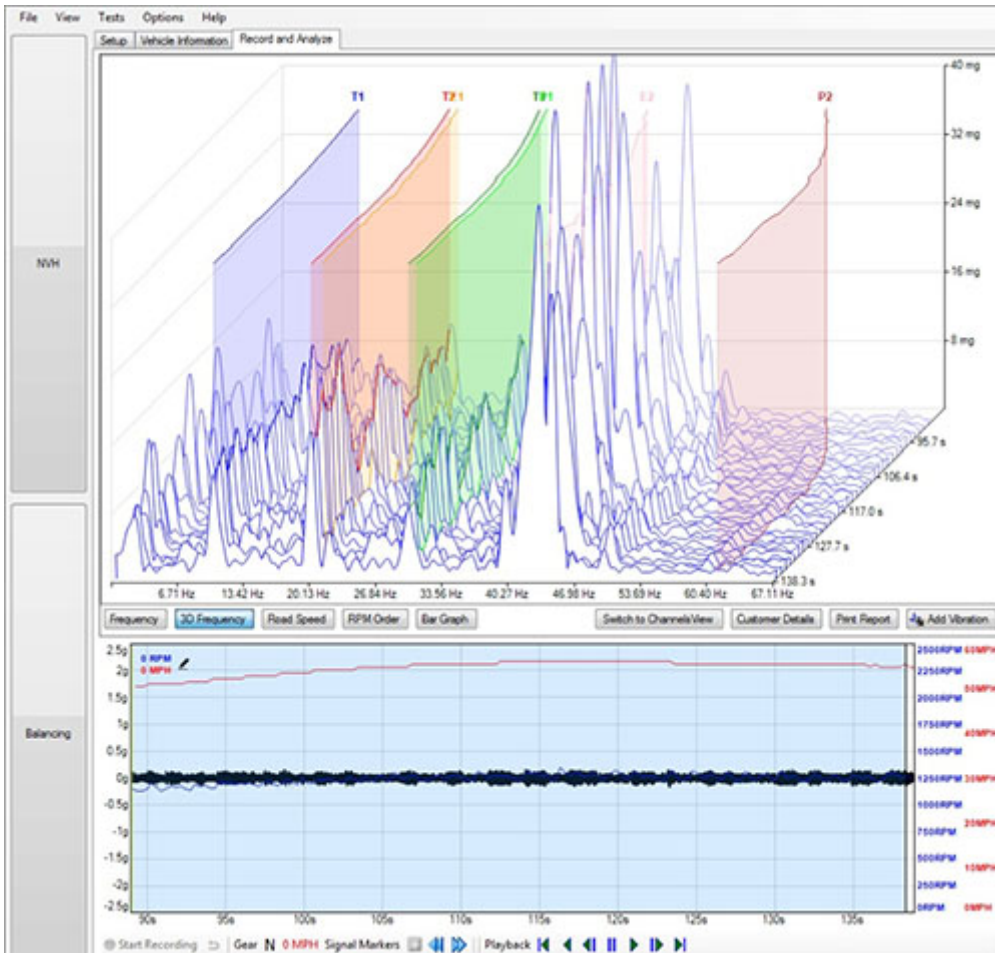 File View Tests Options Help
Setup Vehicle Information Record and Analyze
T1 P2
40 mg
32 mg
24 mg
16 mg
8 mg
NVH
95.7 s
106.4 s
117.0 s
127.7 s
138.3 s
6.71 Hz 13.42 Hz 20.13 Hz 26.84 Hz 33.56 Hz 40.27 Hz 46.98 Hz 53.69 Hz 60.40 Hz 67.11 Hz
Frequency 3D Frequency Road Speed RPM Order Bar Graph Switch to Channels View Customer Details Print Report Add Vibration
2.5g 0 RPM 2500RPM 60MPH
2g 0 MPH 2250RPM
50MPH
1.5g 2000RPM
1g 1750RPM 40MPH
0.5g 1500RPM
Balancing
0g 1250RPM 30MPH
-0.5g 1000RPM
-1g 750RPM 20MPH
-1.5g 500RPM
10MPH
-2g 250RPM
-2.5g 0RPM 0MPH
90s 95s 100s 105s 110s 115s 120s 125s 130s 135s
Start Recording Gear N 0 MPH Signal Markers Playback